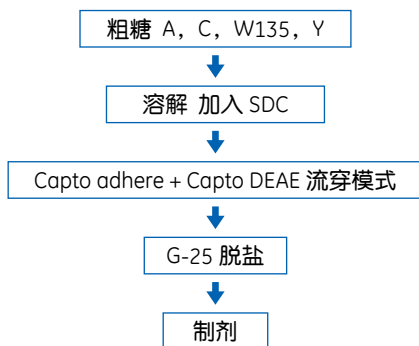 粗糖 A，C，W135，Y
溶解 加入 SDC
Capto adhere + Capto DEAE 流穿模式
G-25 脱盐
制剂